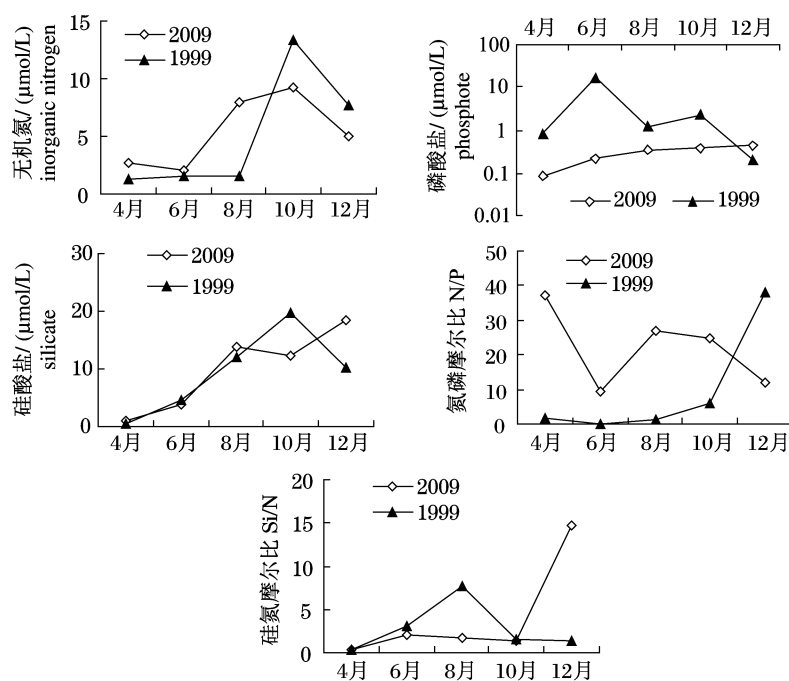 无机氮/ (μmol/L)
inorganic nitrogen
15
10
5
0
2009
1999
4月 6月 8月 10月 12月
磷酸盐/ (μmol/L)
phosphote
4月 6月 8月 10月 12月
100
10
1
0.1
0.01
2009 1999
硅酸盐/ (μmol/L)
silicate
30
20
10
0
2009
1999
4月 6月 8月 10月 12月
氮磷摩尔比 N/P
50
40
30
20
10
0
2009
1999
4月 6月 8月 10月 12月
硅氮摩尔比 Si/N
20
15
10
5
0
2009
1999
4月 6月 8月 10月 12月